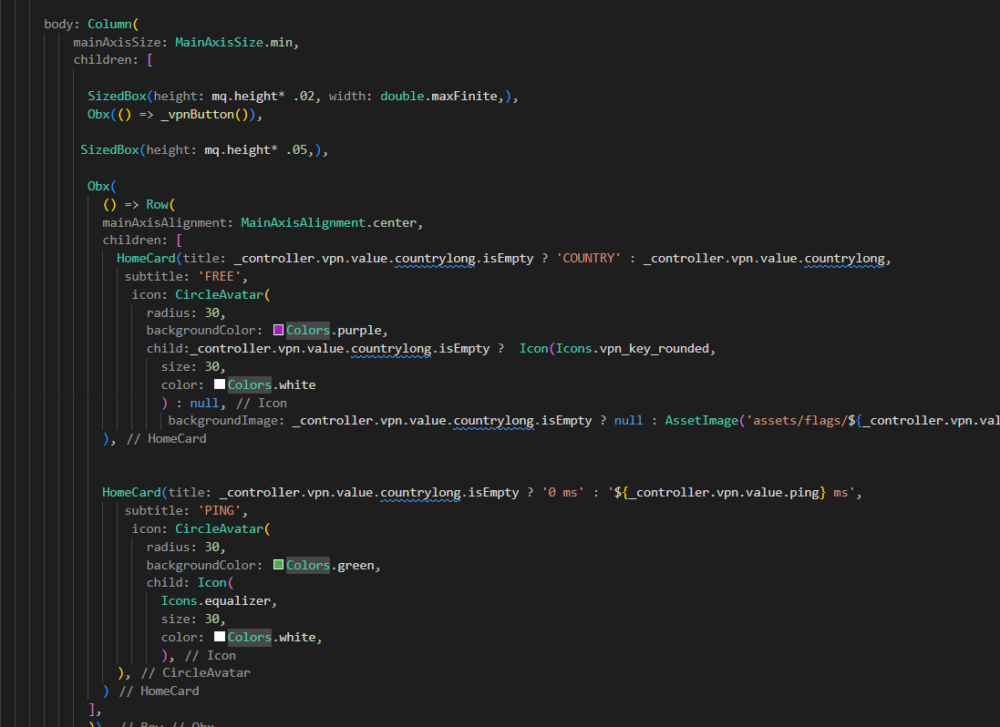 body: Column(
mainAxisSize: MainAxisSize.min,
children: [
SizedBox(height: mq.height* .02, width: double.maxFinite,),
Obx(() => _vpnButton()),
SizedBox(height: mq.height* .05,),
Obx(
() => Row(
mainAxisAlignment: MainAxisAlignment.center,
children: [
HomeCard(title: _controller.vpn.value.countrylong.isEmpty ? 'COUNTRY' : _controller.vpn.value.countrylong,
subtitle: 'FREE',
icon: CircleAvatar(
radius: 30,
backgroundColor: Colors.purple,
child:_controller.vpn.value.countrylong.isEmpty ?  Icon(Icons.vpn_key_rounded,
size: 30,
color: Colors.white
) : null, // Icon
backgroundImage: _controller.vpn.value.countrylong.isEmpty ? null : AssetImage('assets/flags/${_controller.vpn.val
), // HomeCard
HomeCard(title: _controller.vpn.value.countrylong.isEmpty ? '0 ms' : '${_controller.vpn.value.ping} ms',
subtitle: 'PING',
icon: CircleAvatar(
radius: 30,
backgroundColor: Colors.green,
child: Icon(
Icons.equalizer,
size: 30,
color: Colors.white,
), // Icon
), // CircleAvatar
) // HomeCard
],
)), // Row // Obx